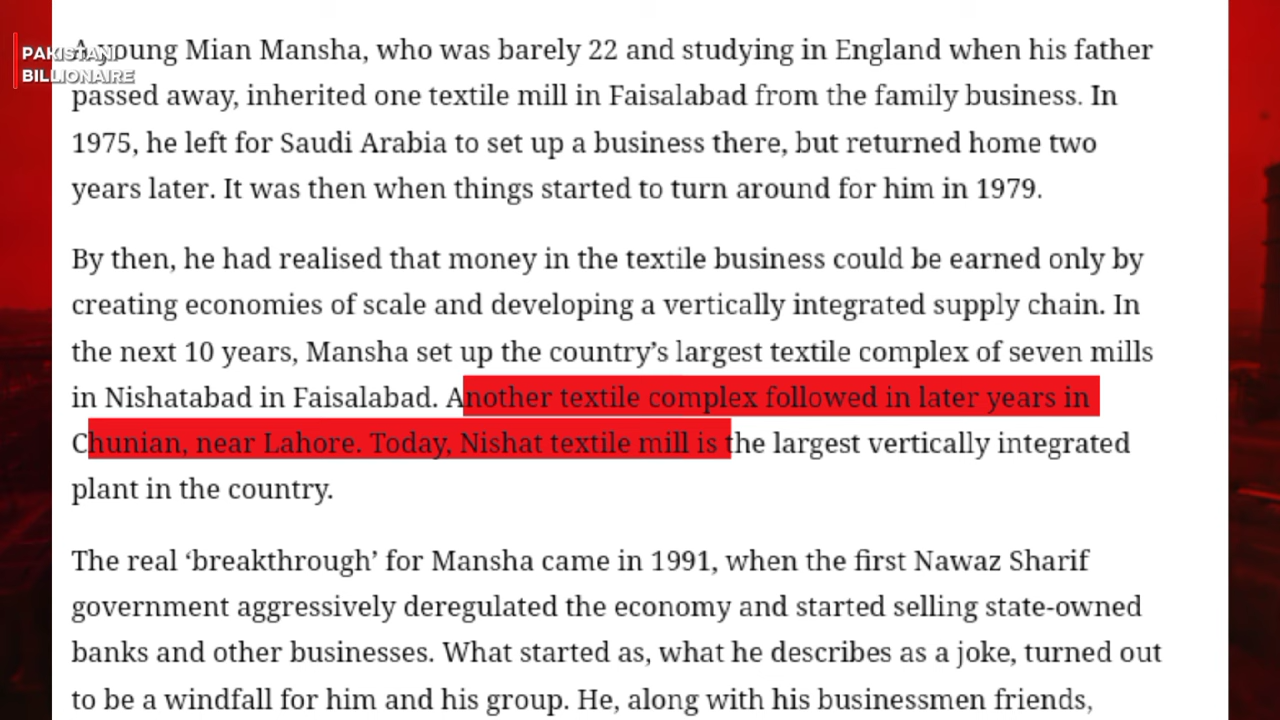 PAKISTANI
BILLIONAIRE
A young Mian Mansha, who was barely 22 and studying in England when his father
passed away, inherited one textile mill in Faisalabad from the family business. In
1975, he left for Saudi Arabia to set up a business there, but returned home two
years later. It was then when things started to turn around for him in 1979.
By then, he had realised that money in the textile business could be earned only by
creating economies of scale and developing a vertically integrated supply chain. In
the next 10 years, Mansha set up the country’s largest textile complex of seven mills
in Nishatabad in Faisalabad. Another textile complex followed in later years in
Chunian, near Lahore. Today, Nishat textile mill is the largest vertically integrated
plant in the country.
The real ‘breakthrough’ for Mansha came in 1991, when the first Nawaz Sharif
government aggressively deregulated the economy and started selling state-owned
banks and other businesses. What started as, what he describes as a joke, turned out
to be a windfall for him and his group. He, along with his businessmen friends,